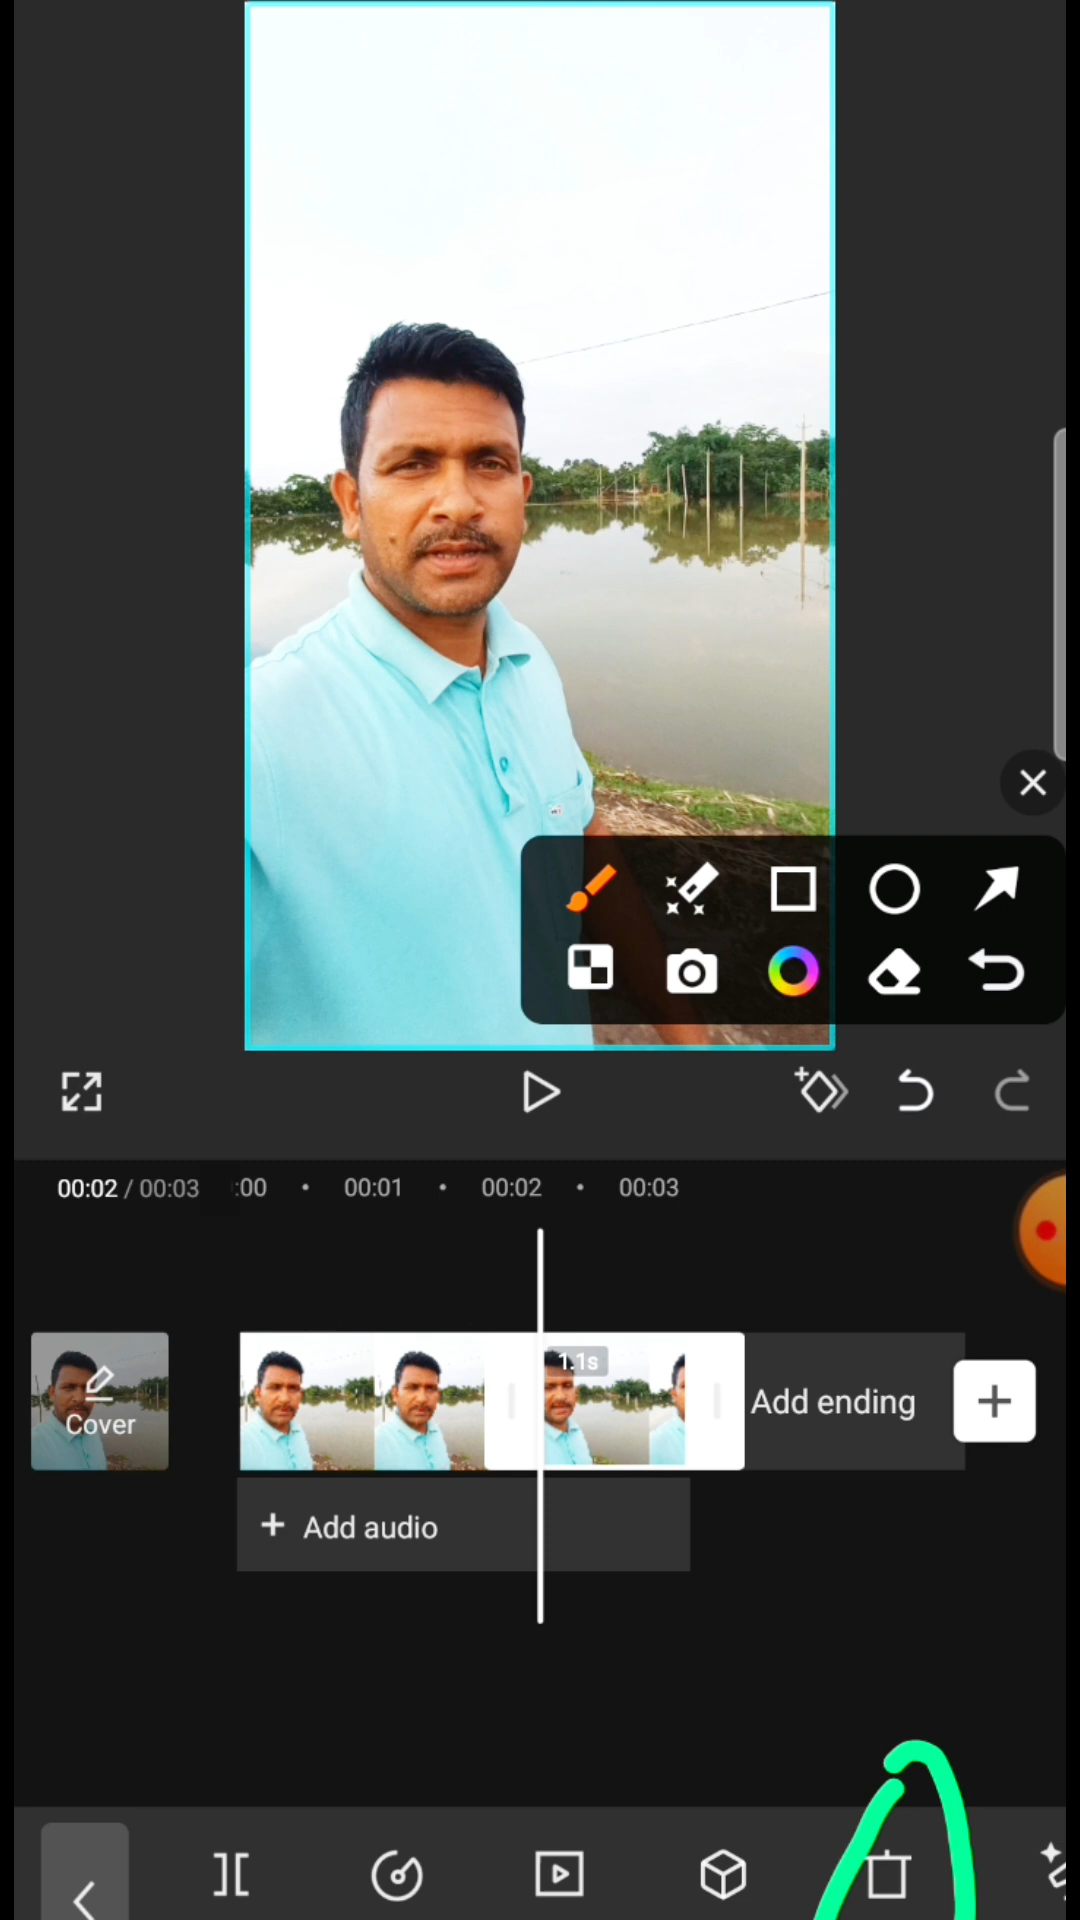 00:02 / 00:03 :00 • 00:01 • 00:02 • 00:03
1.1s
Cover
Add ending +
+ Add audio